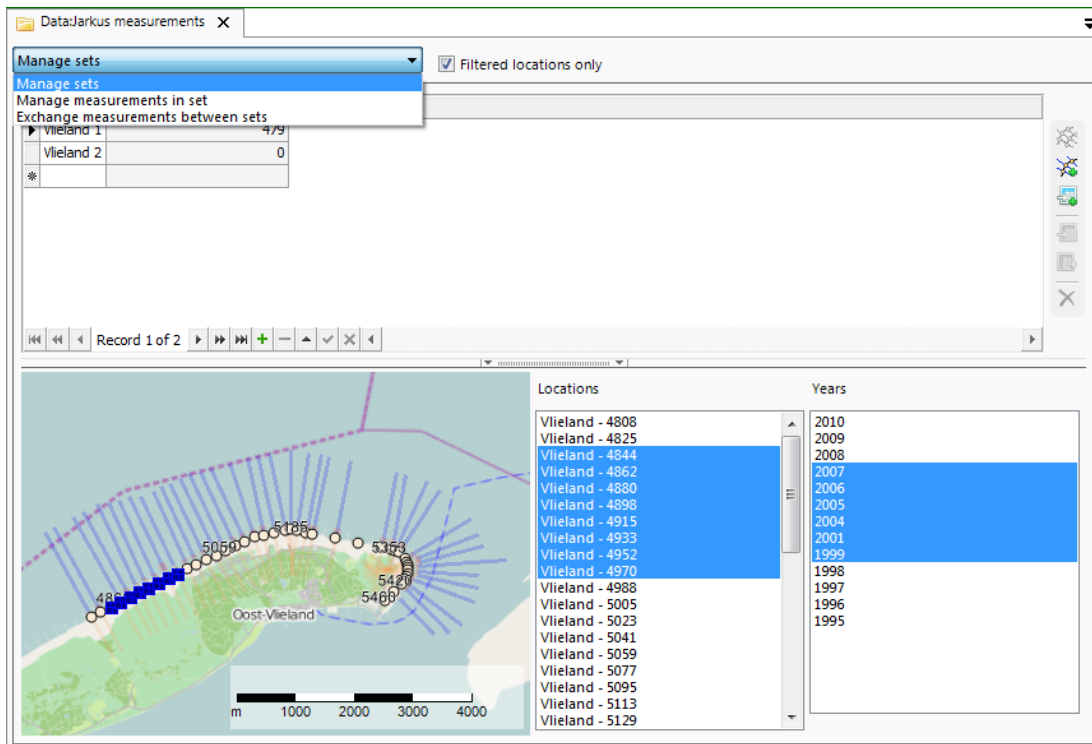 Data:Jarkus measurements
Manage sets
Filtered locations only
Manage sets
Manage measurements in set
Exchange measurements between sets
Vlieland 1 479
Vlieland 2 0
Record 1 of 2
Locations
Years
Vlieland - 4808
Vlieland - 4825
Vlieland - 4844
Vlieland - 4862
Vlieland - 4880
Vlieland - 4898
Vlieland - 4915
Vlieland - 4933
Vlieland - 4952
Vlieland - 4970
Vlieland - 4988
Vlieland - 5005
Vlieland - 5023
Vlieland - 5041
Vlieland - 5059
Vlieland - 5077
Vlieland - 5095
Vlieland - 5113
Vlieland - 5129
2010
2009
2008
2007
2006
2005
2004
2001
1999
1998
1997
1996
1995
5185
5059
5353
5420
5460
Oost-Vlieland
m 1000 2000 3000 4000